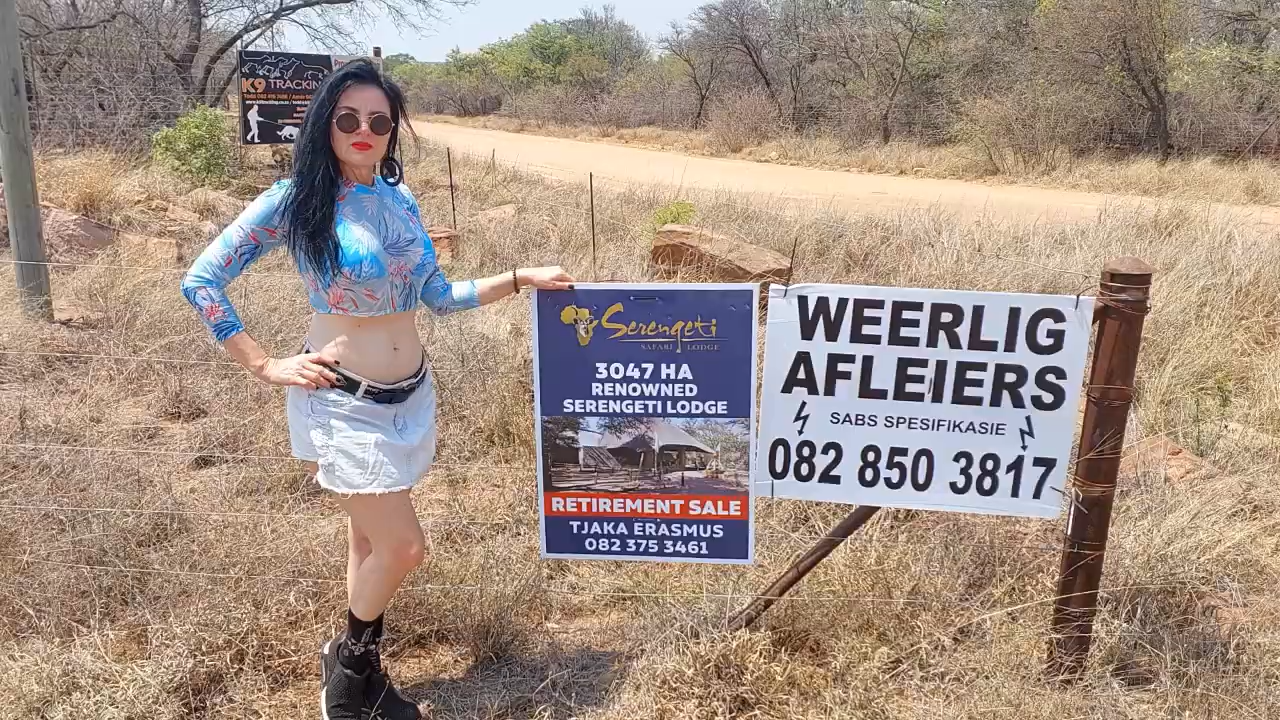 K9 TRACKIN
Serengeti
SAFARI LODGE
3047 HA
RENOWNED
SERENGETI LODGE
RETIREMENT SALE
TJAKA ERASMUS
082 375 3461
WEERLIG
AFLEIERS
SABS SPESIFIKASIE
082 850 3817